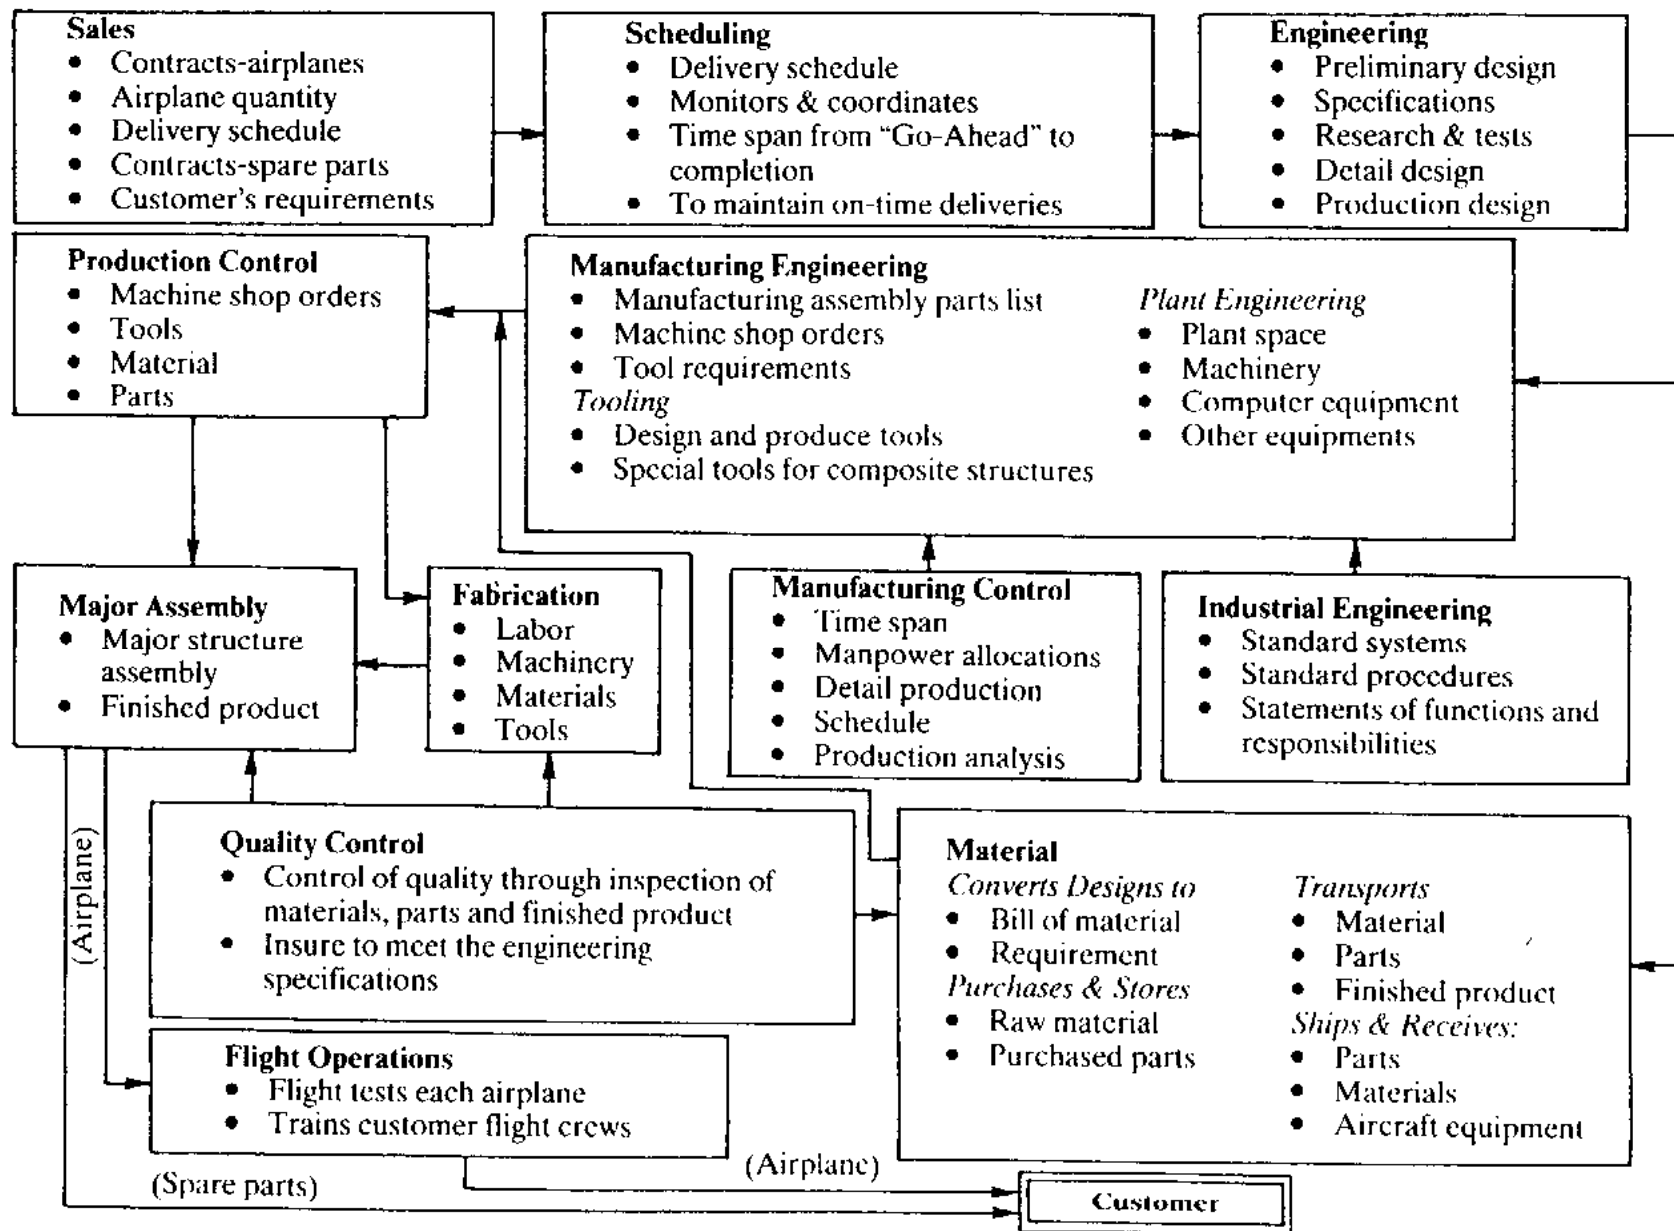 Sales
• Contracts-airplanes
• Airplane quantity
• Delivery schedule
• Contracts-spare parts
• Customer's requirements
Scheduling
• Delivery schedule
• Monitors & coordinates
• Time span from “Go-Ahead” to
completion
• To maintain on-time deliveries
Engineering
• Preliminary design
• Specifications
• Research & tests
• Detail design
• Production design
Production Control
• Machine shop orders
• Tools
• Material
• Parts
Manufacturing Engineering
• Manufacturing assembly parts list
• Machine shop orders
• Tool requirements
Tooling
• Design and produce tools
• Special tools for composite structures
Plant Engineering
• Plant space
• Machinery
• Computer equipment
• Other equipments
Major Assembly
• Major structure
assembly
• Finished product
Fabrication
• Labor
• Machinery
• Materials
• Tools
Manufacturing Control
• Time span
• Manpower allocations
• Detail production
• Schedule
• Production analysis
Industrial Engineering
• Standard systems
• Standard procedures
• Statements of functions and
responsibilities
(Airplane)
Quality Control
• Control of quality through inspection of
materials, parts and finished product
• Insure to meet the engineering
specifications
Material
Converts Designs to
• Bill of material
• Requirement
Purchases & Stores
• Raw material
• Purchased parts
Transports
• Material
• Parts
• Finished product
Ships & Receives:
• Parts
• Materials
• Aircraft equipment
Flight Operations
• Flight tests each airplane
• Trains customer flight crews
(Airplane)
(Spare parts)
Customer